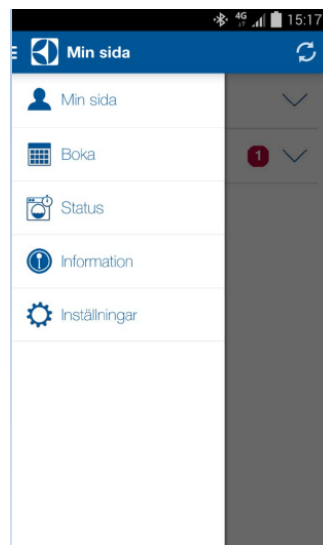 4G 15:17
Min sida
Min sida
Boka
1
Status
Information
Inställningar